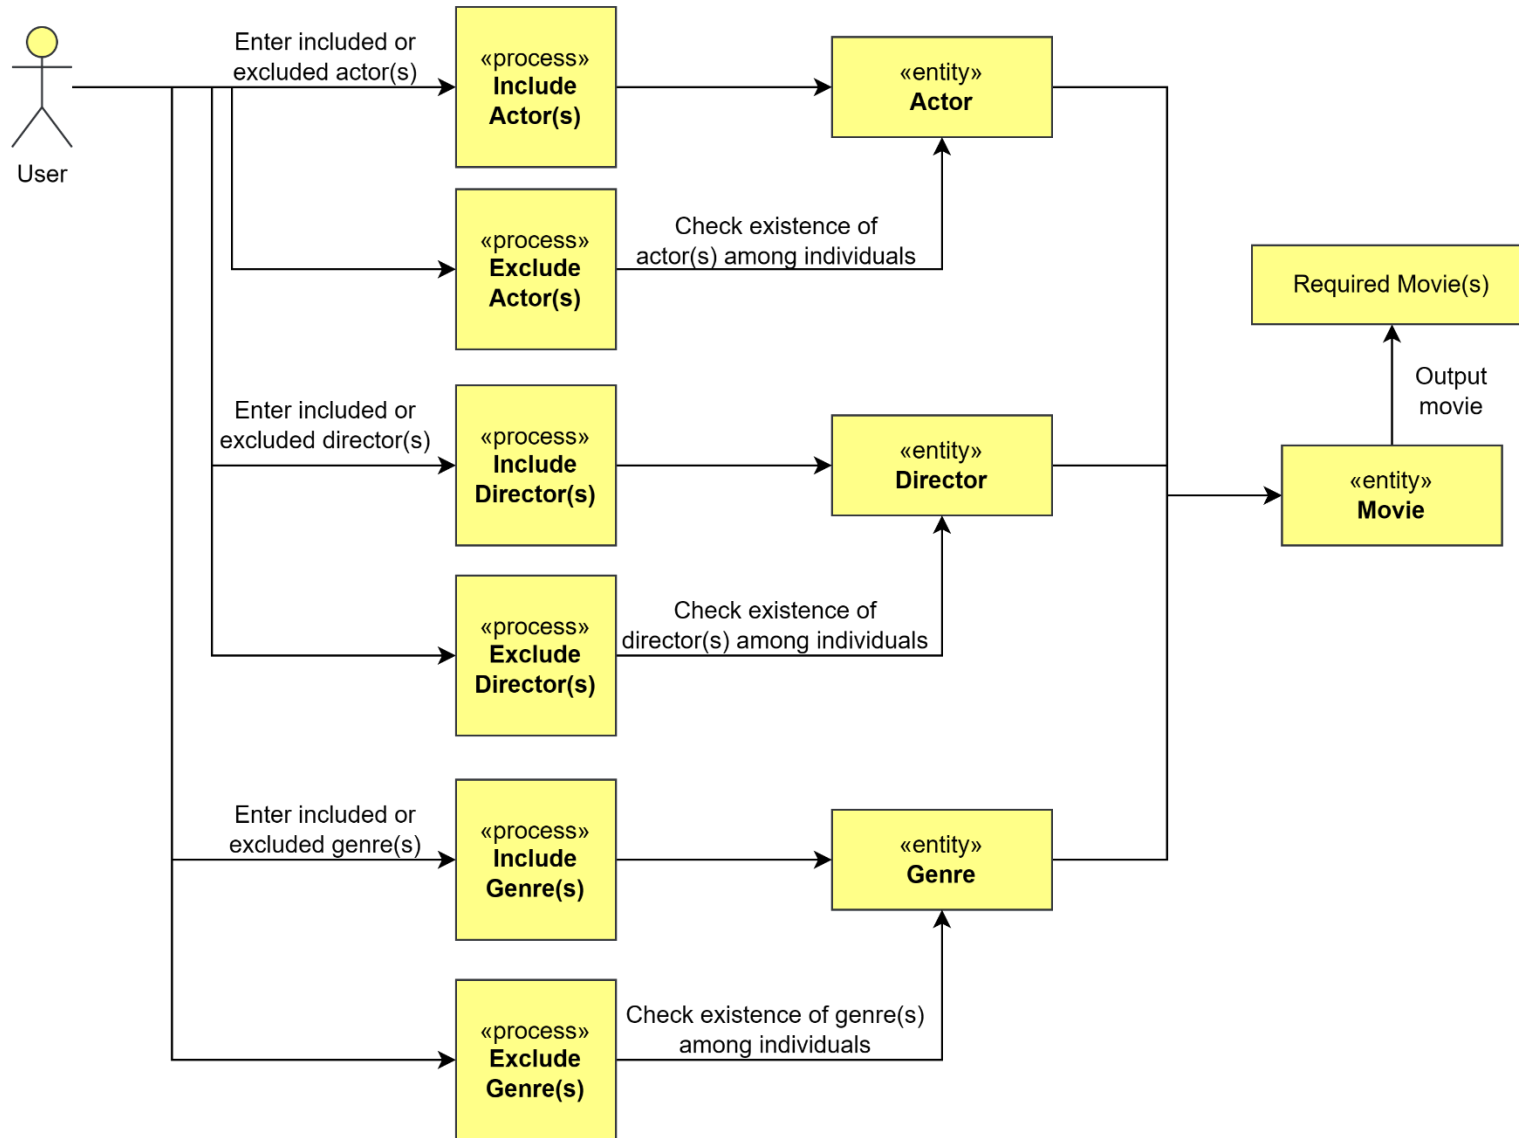 User
Enter included or
excluded actor(s)
«process»
Include
Actor(s)
«entity»
Actor
«process»
Exclude
Actor(s)
Check existence of
actor(s) among individuals
Required Movie(s)
Output
movie
Enter included or
excluded director(s)
«process»
Include
Director(s)
«entity»
Director
«entity»
Movie
«process»
Exclude
Director(s)
Check existence of
director(s) among individuals
Enter included or
excluded genre(s)
«process»
Include
Genre(s)
«entity»
Genre
«process»
Exclude
Genre(s)
Check existence of genre(s)
among individuals